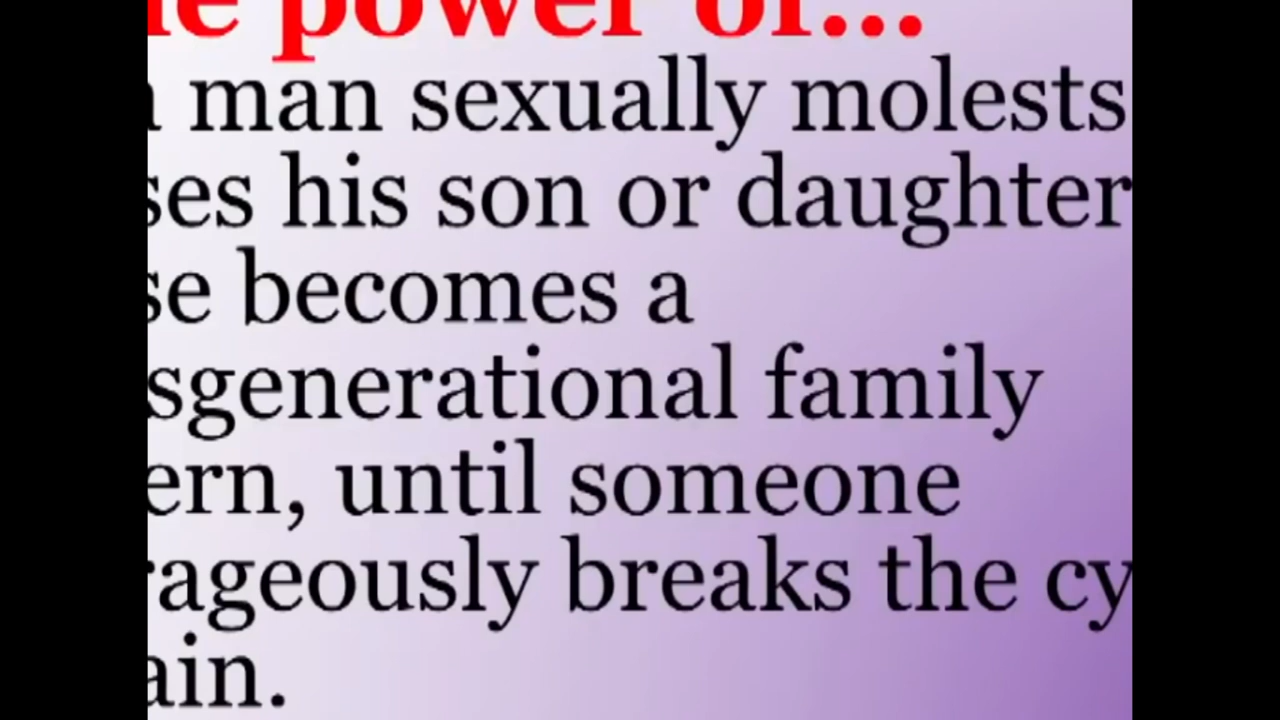 he power of...
man sexually molests
ses his son or daughter
se becomes a
sgenerational family
ern, until someone
rageously breaks the cy
ain.